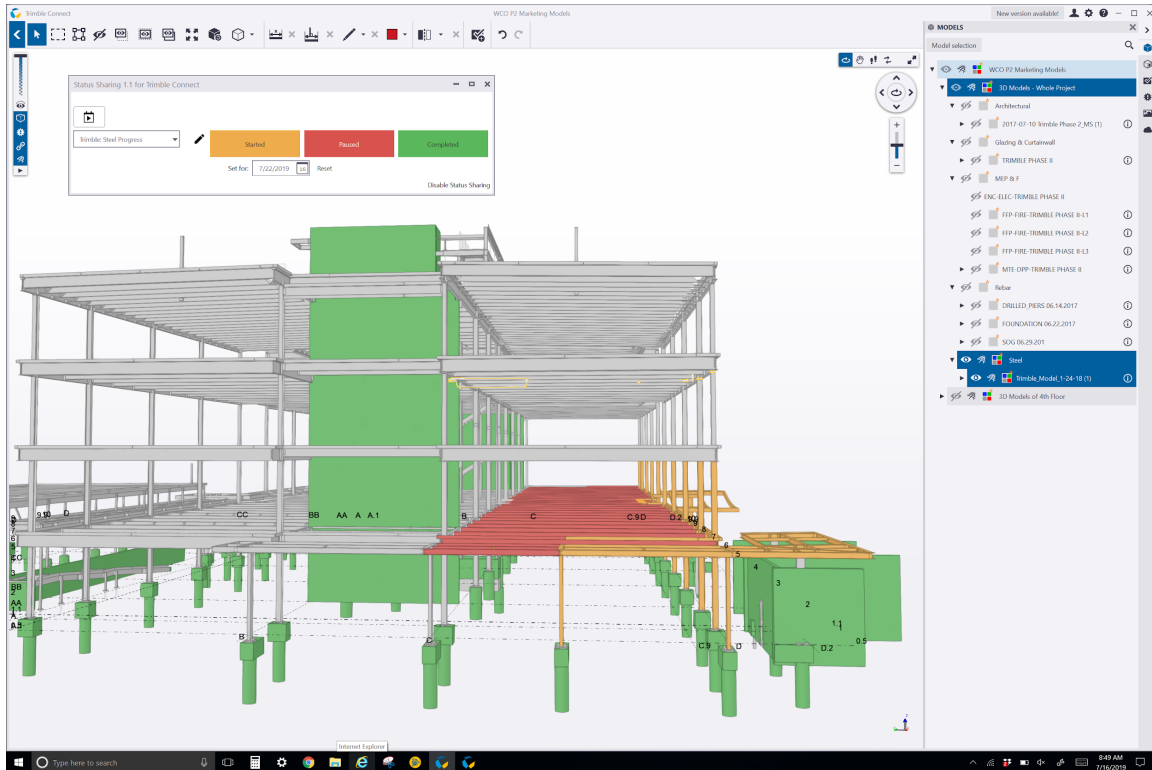 Trimble Connect
WCO P2 Marketing Models
New version available!
MODELS
Model selection
WCO P2 Marketing Models
3D Models - Whole Project
Architectural
2017-07-10 Trimble Phase 2_MS (1)
Glazing & Curtainwall
TRIMBLE PHASE II
MEP & F
ENC-ELEC-TRIMBLE PHASE II
FFP-FIRE-TRIMBLE PHASE II-L1
FFP-FIRE-TRIMBLE PHASE II-L2
FFP-FIRE-TRIMBLE PHASE II-L3
MTE-DPP-TRIMBLE PHASE II
Rebar
DRILLED_PIERS 06.14.2017
FOUNDATION 06.22.2017
SOG 06.29.201
Steel
Trimble_Model_1-24-18 (1)
3D Models of 4th Floor
Status Sharing 1.1 for Trimble Connect
Trimble: Steel Progress
Started
Paused
Completed
Set for:
7/22/2019
Reset
Disable Status Sharing
D
CC
BB
AA
A
A.1
B
C
C.9
D
D.2
8
7
6
5
4
3
2
1.1
0.5
BB
AA
B
C
C.9
D
D.2
Internet Explorer
Type here to search
8:49 AM
7/16/2019